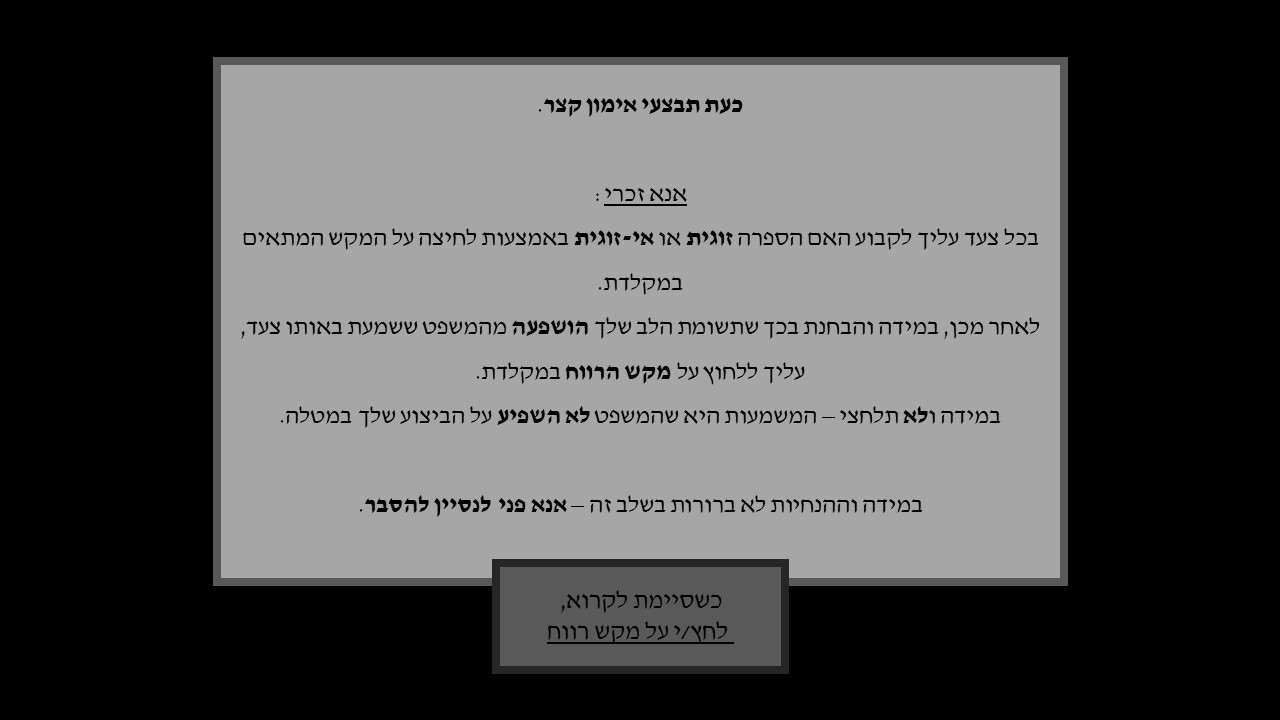 כעת תבצעי אימון קצר.
אנא זכרי :
בכל צעד עליך לקבוע האם הספרה זוגית או אי-זוגית באמצעות לחיצה על המקש המתאים
במקלדת.
לאחר מכן, במידה והבחנת בכך שתשומת הלב שלך הושפעה מהמשפט ששמעת באותו צעד,
עליך ללחוץ על מקש הרווח במקלדת.
במידה ולא תלחצי – המשמעות היא שהמשפט לא השפיע על הביצוע שלך במטלה.
במידה וההנחיות לא ברורות בשלב זה – אנא פני לנסיין להסבר.
כשסיימת לקרוא,
לחץ/י על מקש רווח